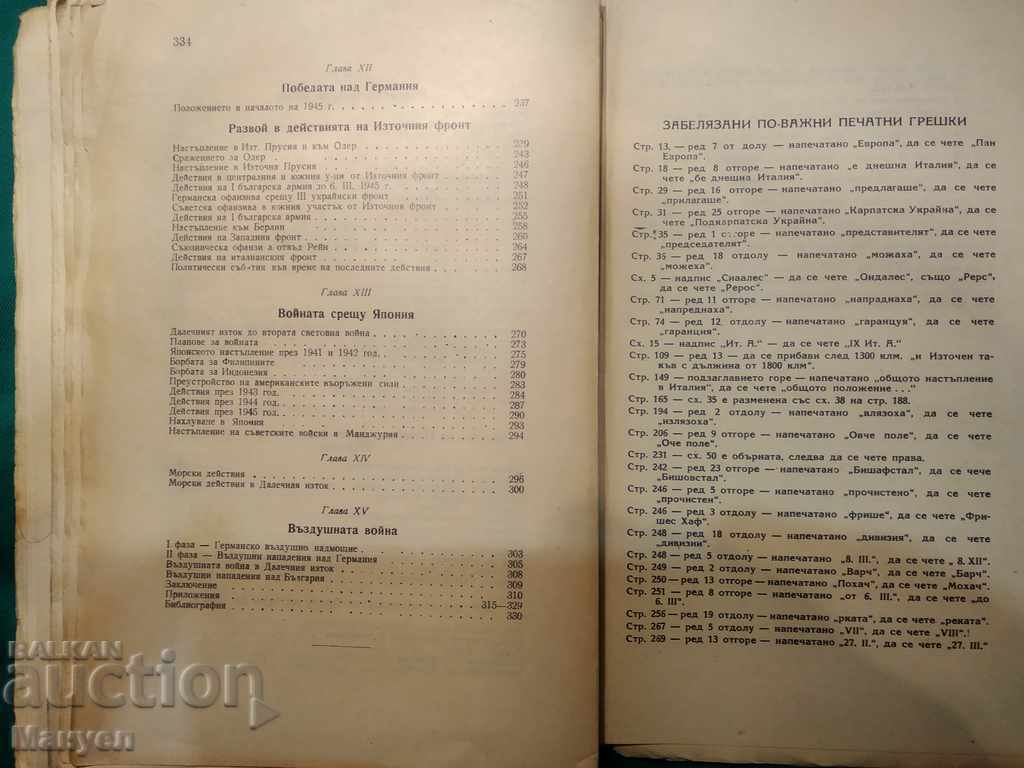 334
Глава XII
Победата над Германия
Положението в началото на 1945 г. 237
Развой в действията на Източния фронт
Настъпление в Изт. Прусия и към Одер 229
Сражението за Одер 243
Настъпление в Източна Прусия 246
Действия в централния и южния у-ци от Източния фронт 247
Действия на I българска армия до 6. III. 1945 г. 248
Германска офанзива срещу III украйнски фронт 251
Съветска офанзива в южния участък от Източния фронт 252
Действия на I българска армия 255
Настъпление към Берлин 258
Действия на Западния фронт 260
Съюзническа офанзи а отвъд Рейн 264
Действия на италианския фронт 267
Политически съб-тия във време на последните действия 268
Глава XIII
Войната срещу Япония
Далечният изток до втората световна война 270
Планове за войната 273
Японското настъпление през 1941 и 1942 год. 275
Борбата за Филипините 279
Борбата за Индонезия 280
Преустройство на американските въоръжени сили 283
Действия през 1943 год. 284
Действия през 1944 год. 287
Действия през 1945 год. 290
Нахлуване в Япония 293
Настъпление на съветските войски в Манджурия 294
Глава XIV
Морски действия 296
Морски действия в Далечния изток 300
Глава XV
Въздушната война
I фаза — Германско въздушно надмощие 303
II фаза — Въздушни нападения над Германия 305
Въздушната война в Далечния изток 308
Въздушни нападения над България 309
Заключение 310
Приложения 315—329
Библиография 330
ЗАБЕЛЯЗАНИ ПО-ВАЖНИ ПЕЧАТНИ ГРЕШКИ
Стр. 13. — ред 7 от долу — напечатано „Европа“, да се чете „Пан
Европа“.
Стр. 18 — ред 8 отгоре — напечатано „е днешна Италия“, да се
чете “бе днешна Италия“.
Стр. 29 — ред 16 отгоре — напечатано „предлагаше“, да се чете
„прилагаше“.
Стр. 31 — ред 25 отгоре — напечатано „Карпатска Украйна“, да се
чете „Подкарпатска Украйна“.
Стр. 35 — ред 1 отгоре — напечатано „представителят“, да се чете
„председателят“.
Стр. 36 — ред 18 отдолу — напечатано „можаха“, да се чете
„можеха“.
Сх. 5 — надпис „Снаалес“ — да се чете „Ондалес“, също „Рерс“,
да се чете „Рерос“.
Стр. 71 — ред 11 отгоре — напечатано „напраднаха“, да се чете
„напреднаха“.
Стр. 74 — ред 12 отдолу — напечатано „гаранцуя“, да се чете
“гаранция“.
Сх. 15 — надпис „Ит. А.“ — да се чете „IX Ит. А.“
Стр. 109 — ред 13 — да се прибави след 1300 клм. „и Източен та-
къв с дължина от 1800 клм“.
Стр. 149 — подзаглавието горе — напечатано „общото настъпление
в Италия“, да се чете „общото положение . . .“
Стр. 165 — сх. 35 е разменена със сх. 38 на стр. 188.
Стр. 194 — ред 2 отдолу — напечатано „влязоха“, да се чете
„излязоха“.
Стр. 206 — ред 9 отгоре — напечатано „Овче поле“, да се чете
„Оче поле“.
Стр. 231 — сх. 50 е обърната, следва да се чете права.
Стр. 242 — ред 23 отгоре — напечатано „Бишафстал“, да се чече
„Бишовстал“.
Стр. 246 — ред 5 отгоре — напечатано „прочистено“, да се чете
„прочистен“.
Стр. 246 — ред 3 отдолу — напечатано „фрише“, да се чете „Фри-
шес Хаф“.
Стр. 248 — ред 18 отдолу — напечатано „дивизия“, да се чете
„дивизии“.
Стр. 248 — ред 5 отдолу — напечатано „8. III.“, да се чете „ 8. XII“.
Стр. 249 — ред 2 отдолу — напечатано „Варч“, да се чете „Барч“.
Стр. 250 — ред 13 отгоре — напечатано „Похач“, да се чете „Мохач“.
Стр. 251 — ред 8 отгоре — напечатано „от 6. III.“, да се чете „до
6. III“.
Стр. 256 — ред 19 отдолу — напечатано „рката“, да се чете „реката“.
Стр. 267 — ред 5 отдолу — напечатано „VII“, да се чете „VIII“.
Стр. 269 — ред 13 отгоре — напечатано „27. II.“, да се чете „27. III.“
BALKAN
auction
Manyen